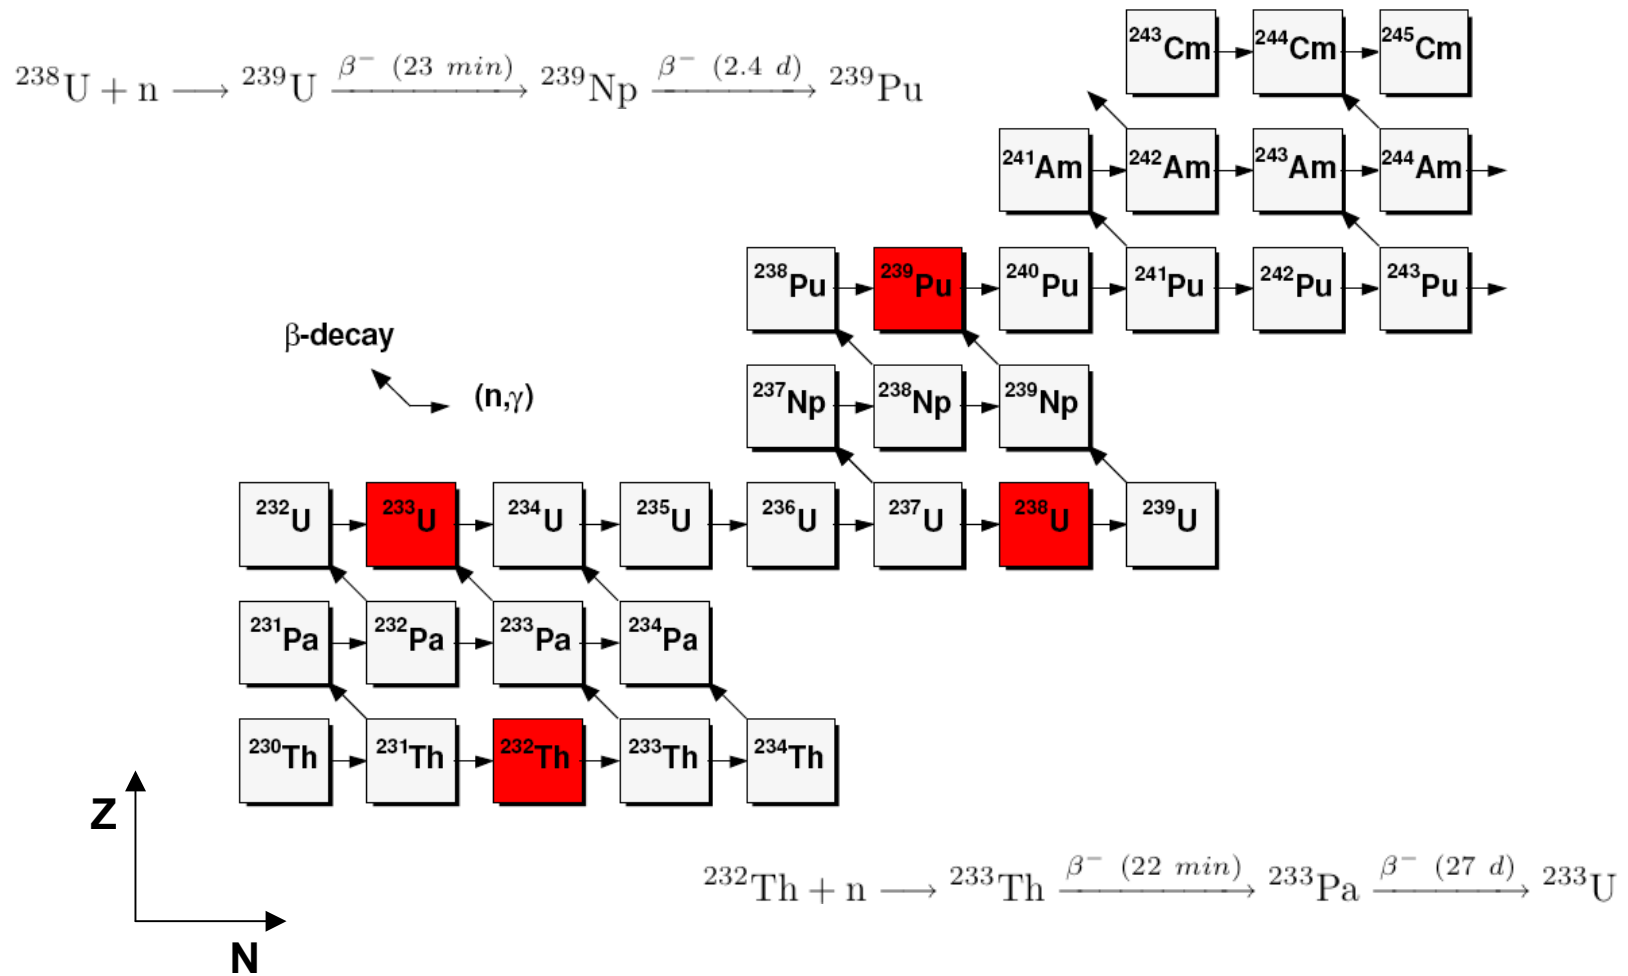 ²⁴³Cm ²⁴⁴Cm ²⁴⁵Cm
²³⁸U + n ⟶ ²³⁹U β⁻ (23 min) ²³⁹Np β⁻ (2.4 d) ²³⁹Pu
²⁴¹Am ²⁴²Am ²⁴³Am ²⁴⁴Am
²³⁸Pu ²³⁹Pu ²⁴⁰Pu ²⁴¹Pu ²⁴²Pu ²⁴³Pu
β-decay
(n,γ)
²³⁷Np ²³⁸Np ²³⁹Np
²³²U ²³³U ²³⁴U ²³⁵U ²³⁶U ²³⁷U ²³⁸U ²³⁹U
²³¹Pa ²³²Pa ²³³Pa ²³⁴Pa
²³⁰Th ²³¹Th ²³²Th ²³³Th ²³⁴Th
Z
N
²³²Th + n ⟶ ²³³Th β⁻ (22 min) ²³³Pa β⁻ (27 d) ²³³U